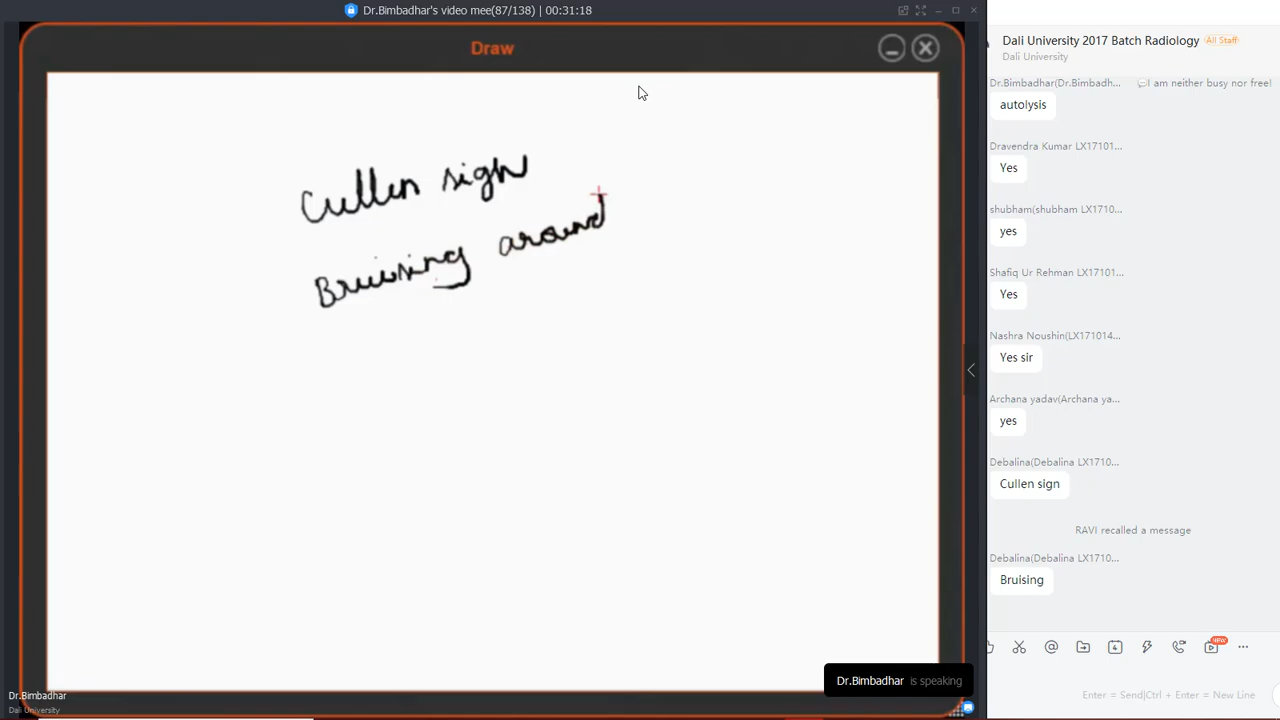 Dr.Bimbadhar's video mee(87/138) | 00:31:18
Draw
Cullen sign
Bruising around
Dr.Bimbadhar is speaking
Dr.Bimbadhar
Dali University
Dali University 2017 Batch Radiology All Staff
Dali University
Dr.Bimbadhar(Dr.Bimbadh... I am neither busy nor free!
autolysis
Dravendra Kumar LX17101...
Yes
shubham(shubham LX1710...
yes
Shafiq Ur Rehman LX17101...
Yes
Nashra Noushin(LX171014...
Yes sir
Archana yadav(Archana ya...
yes
Debalina(Debalina LX1710...
Cullen sign
RAVI recalled a message
Debalina(Debalina LX1710...
Bruising
4
NEW
Enter = Send|Ctrl + Enter = New Line